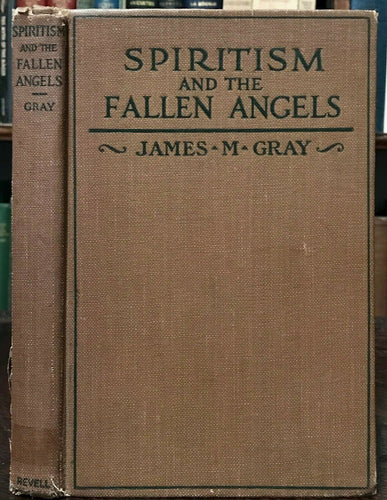 SPIRITISM
AND THE
FALLEN
ANGELS
GRAY
REVELL
SPIRITISM
AND THE
FALLEN ANGELS
JAMES M GRAY